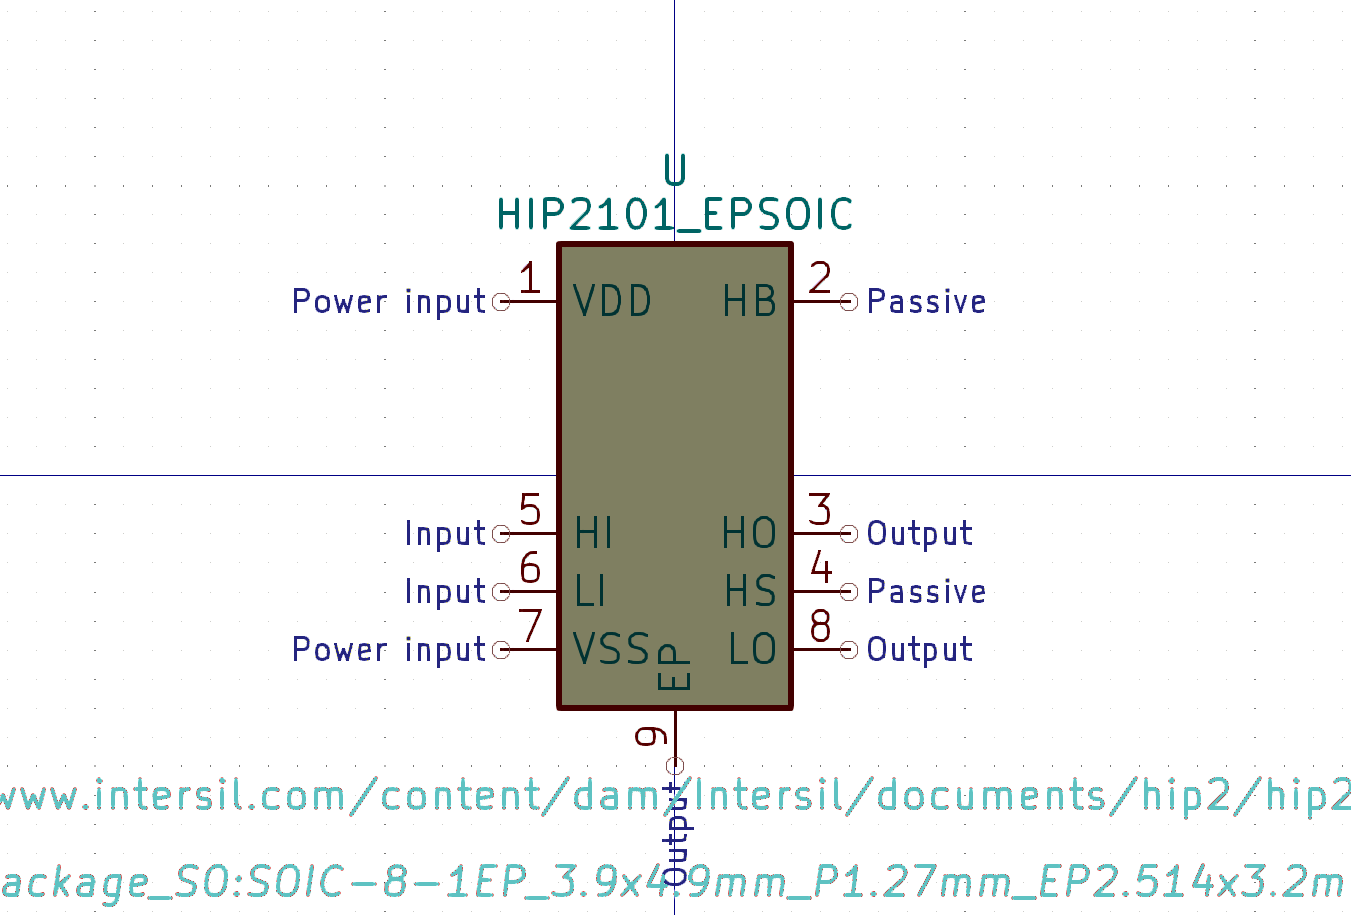 U
HIP2101_EPSOIC
1 2
Power input VDD HB Passive
5 3
Input HI HO Output
6 4
Input LI HS Passive
7 8
Power input VSS LO Output
EP
9
Output
www.intersil.com/content/dam/Intersil/documents/hip2/hip2
ackage_SO:SOIC-8-1EP_3.9x4.9mm_P1.27mm_EP2.514x3.2m